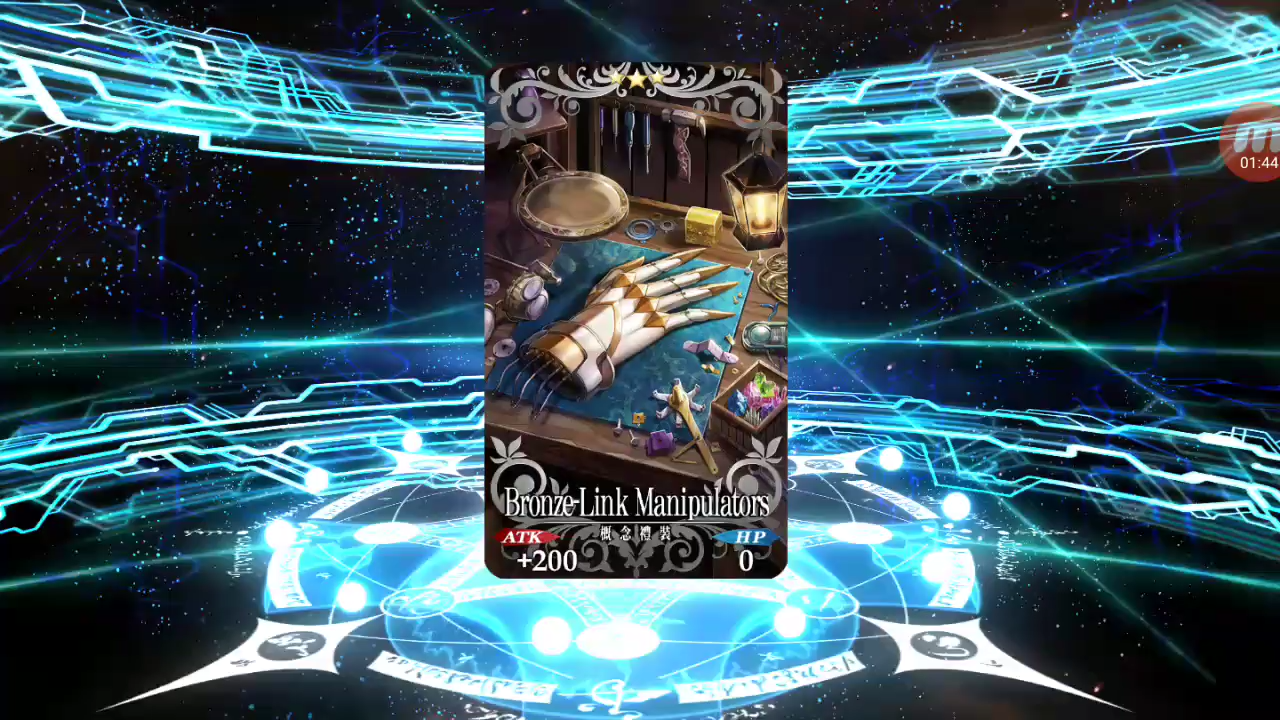 01:44
Bronze-Link Manipulators
ATK
概念禮裝
HP
+200
0